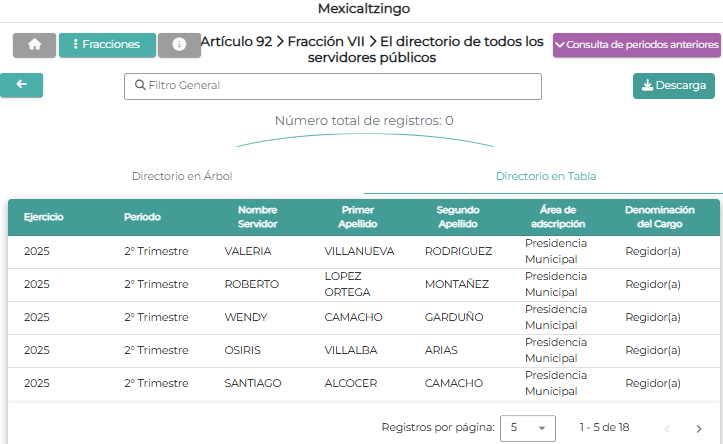 Mexicaltzingo
Fracciones
Artículo 92 > Fracción VII > El directorio de todos los
servidores públicos
Consulta de periodos anteriores
Filtro General
Descarga
Número total de registros: 0
Directorio en Árbol
Directorio en Tabla
Ejercicio Periodo Nombre Servidor Primer Apellido Segundo Apellido Área de adscripción Denominación del Cargo
2025 2° Trimestre VALERIA VILLANUEVA RODRIGUEZ Presidencia Municipal Regidor(a)
2025 2° Trimestre ROBERTO LOPEZ ORTEGA MONTAÑEZ Presidencia Municipal Regidor(a)
2025 2° Trimestre WENDY CAMACHO GARDUÑO Presidencia Municipal Regidor(a)
2025 2° Trimestre OSIRIS VILLALBA ARIAS Presidencia Municipal Regidor(a)
2025 2° Trimestre SANTIAGO ALCOCER CAMACHO Presidencia Municipal Regidor(a)
Registros por página: 5 1 - 5 de 18